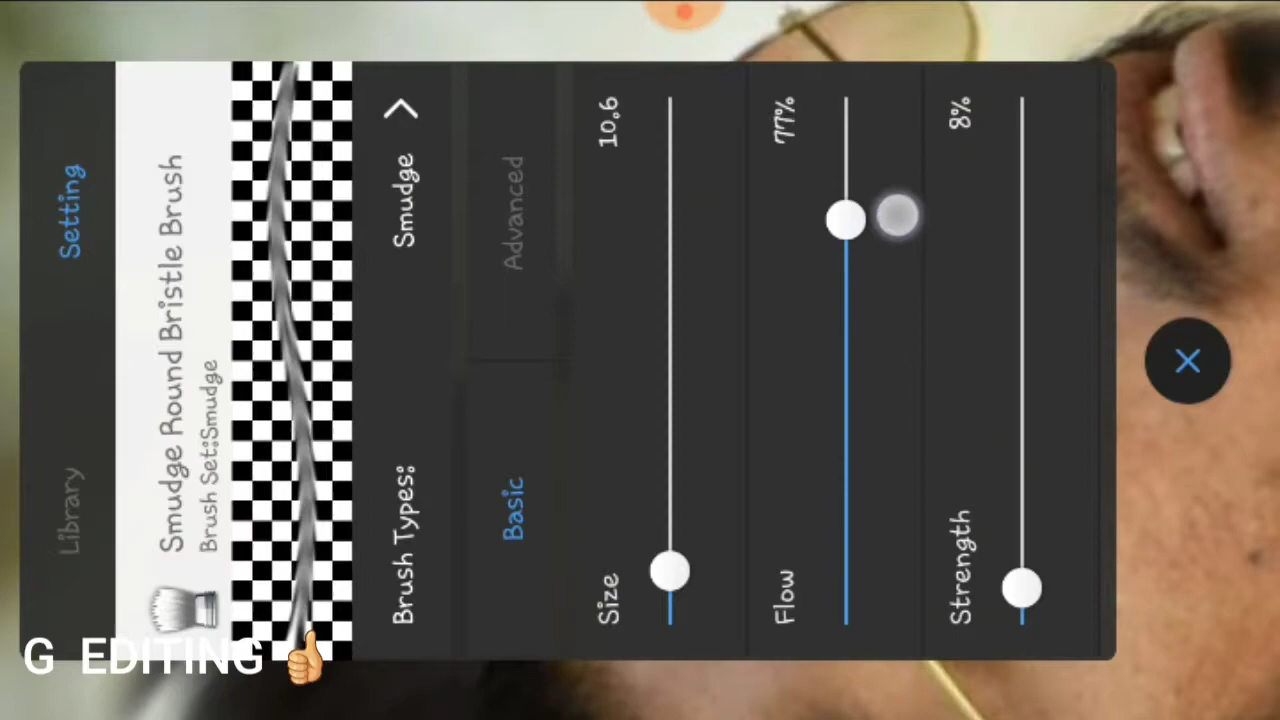 Library Setting
Smudge Round Bristle Brush
Brush Set:Smudge
Brush Types: Smudge
Basic Advanced
Size 10.6
Flow 77%
Strength 8%
G EDITING 👍